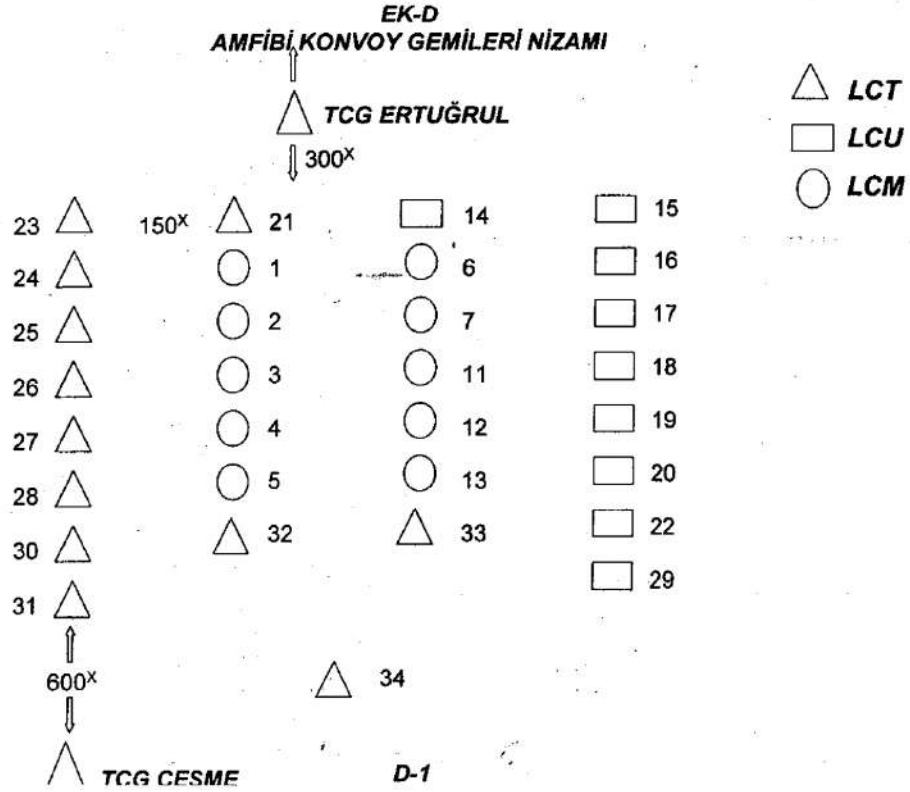 EK-D
AMFİBİ KONVOY GEMİLERİ NİZAMI
TCG ERTUĞRUL
LCT
LCU
LCM
300X
23 150X 21 14 15
24 1 6 16
25 2 7 17
26 3 11 18
27 4 12 19
28 5 13 20
30 32 33 22
31 29
600X 34
TCG CESME D-1